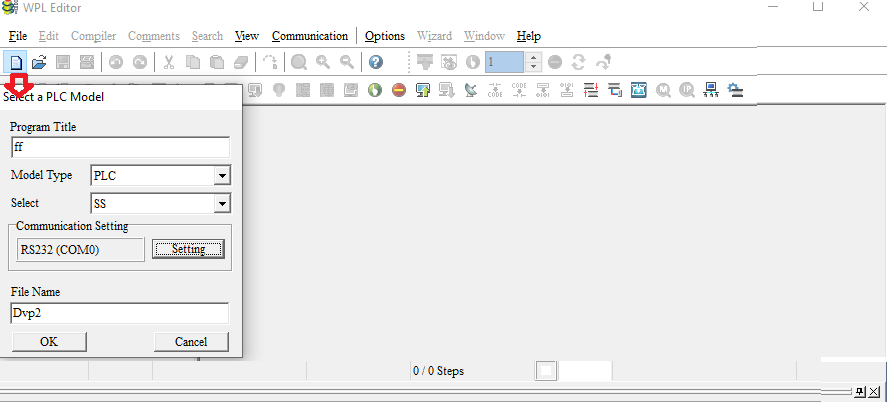 WPL Editor
File Edit Compiler Comments Search View Communication Options Wizard Window Help
1
Select a PLC Model
Program Title
ff
Model Type PLC
Select SS
Communication Setting
RS232 (COM0) Setting
File Name
Dvp2
OK Cancel
0 / 0 Steps